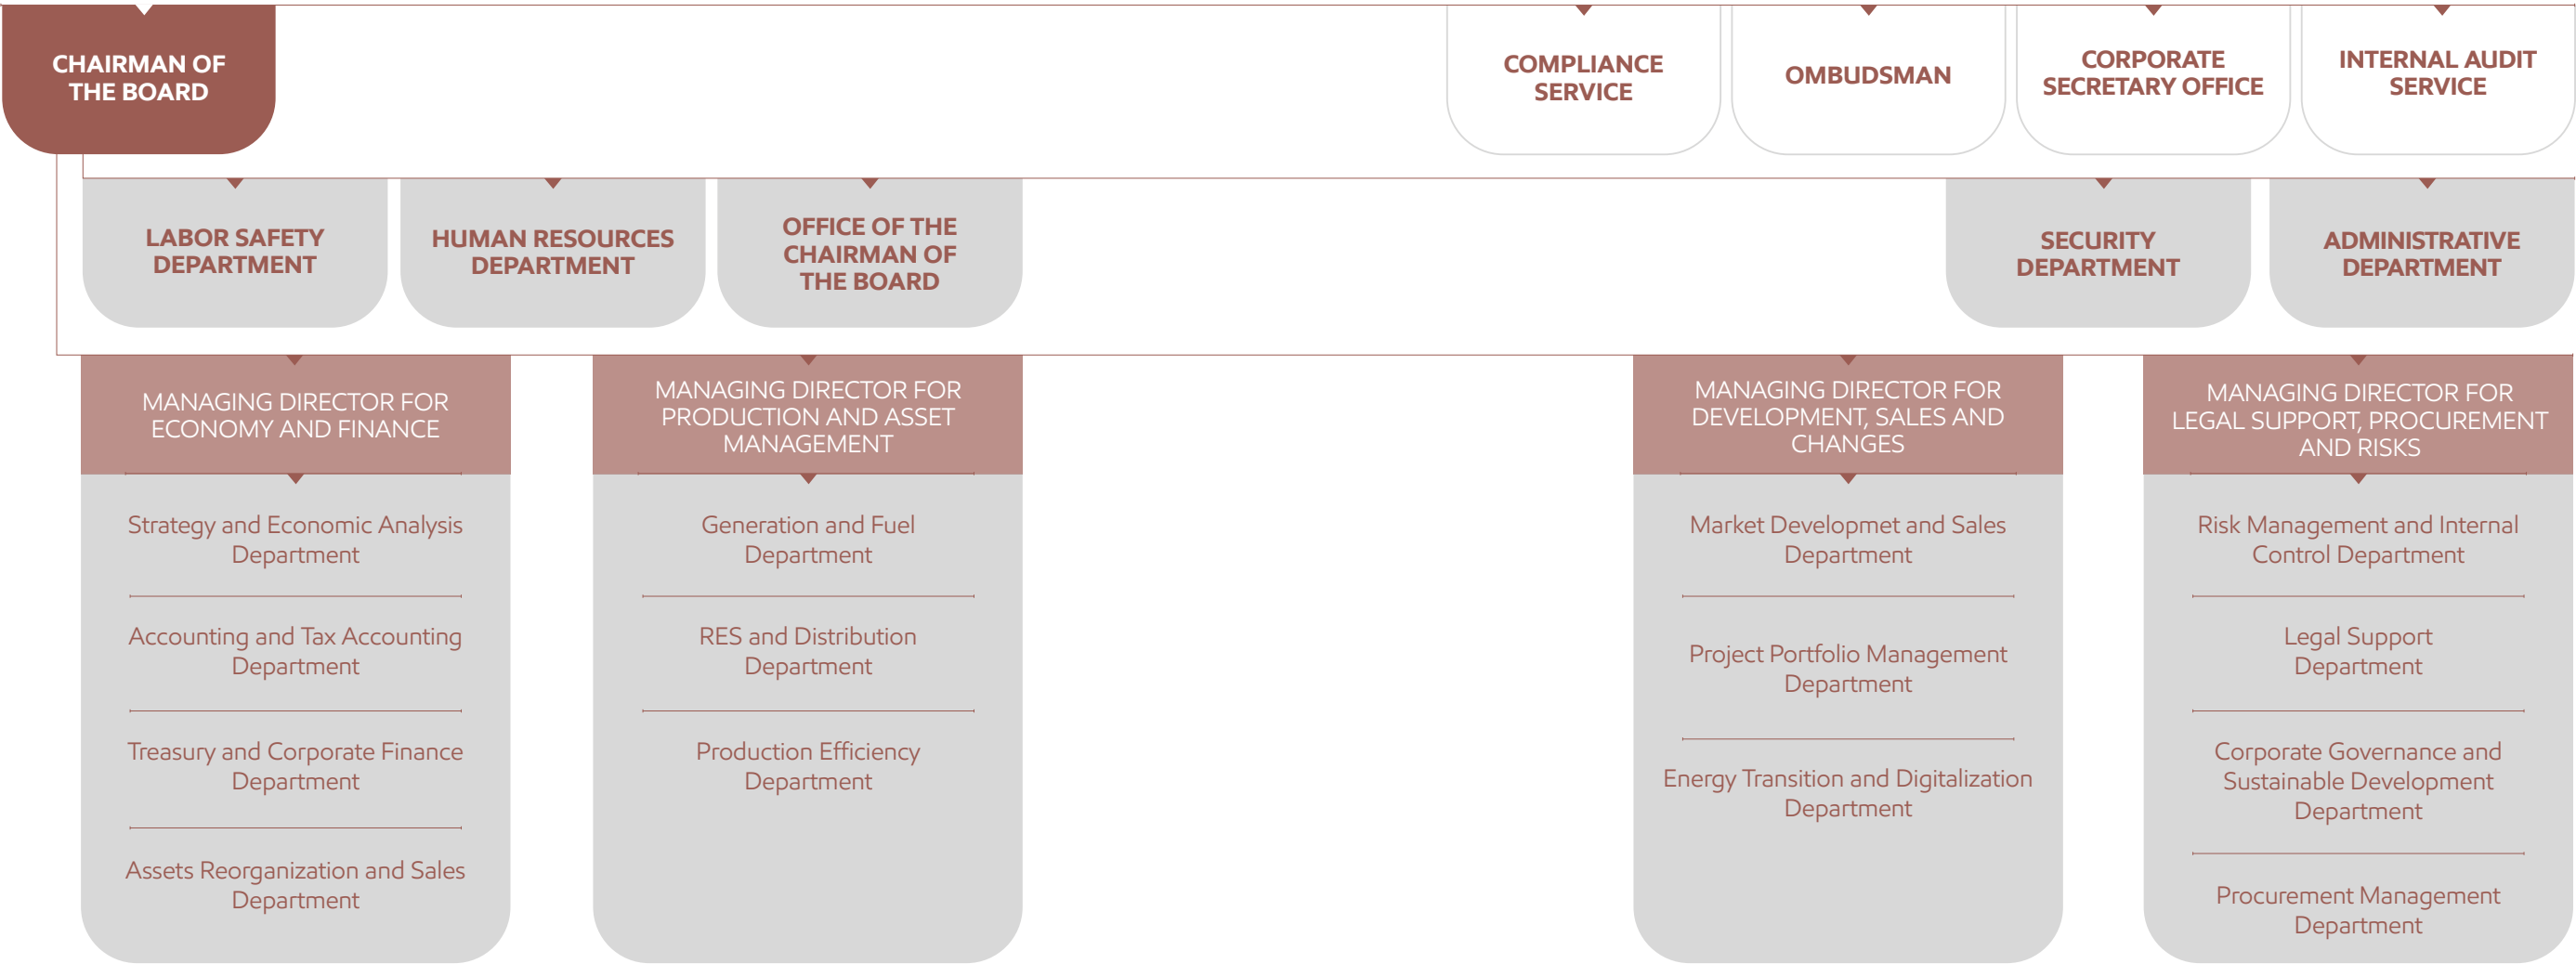 CHAIRMAN OF
THE BOARD
COMPLIANCE
SERVICE
OMBUDSMAN
CORPORATE
SECRETARY OFFICE
INTERNAL AUDIT
SERVICE
LABOR SAFETY
DEPARTMENT
HUMAN RESOURCES
DEPARTMENT
OFFICE OF THE
CHAIRMAN OF
THE BOARD
SECURITY
DEPARTMENT
ADMINISTRATIVE
DEPARTMENT
MANAGING DIRECTOR FOR
ECONOMY AND FINANCE
Strategy and Economic Analysis
Department
Accounting and Tax Accounting
Department
Treasury and Corporate Finance
Department
Assets Reorganization and Sales
Department
MANAGING DIRECTOR FOR
PRODUCTION AND ASSET
MANAGEMENT
Generation and Fuel
Department
RES and Distribution
Department
Production Efficiency
Department
MANAGING DIRECTOR FOR
DEVELOPMENT, SALES AND
CHANGES
Market Developmet and Sales
Department
Project Portfolio Management
Department
Energy Transition and Digitalization
Department
MANAGING DIRECTOR FOR
LEGAL SUPPORT, PROCUREMENT
AND RISKS
Risk Management and Internal
Control Department
Legal Support
Department
Corporate Governance and
Sustainable Development
Department
Procurement Management
Department